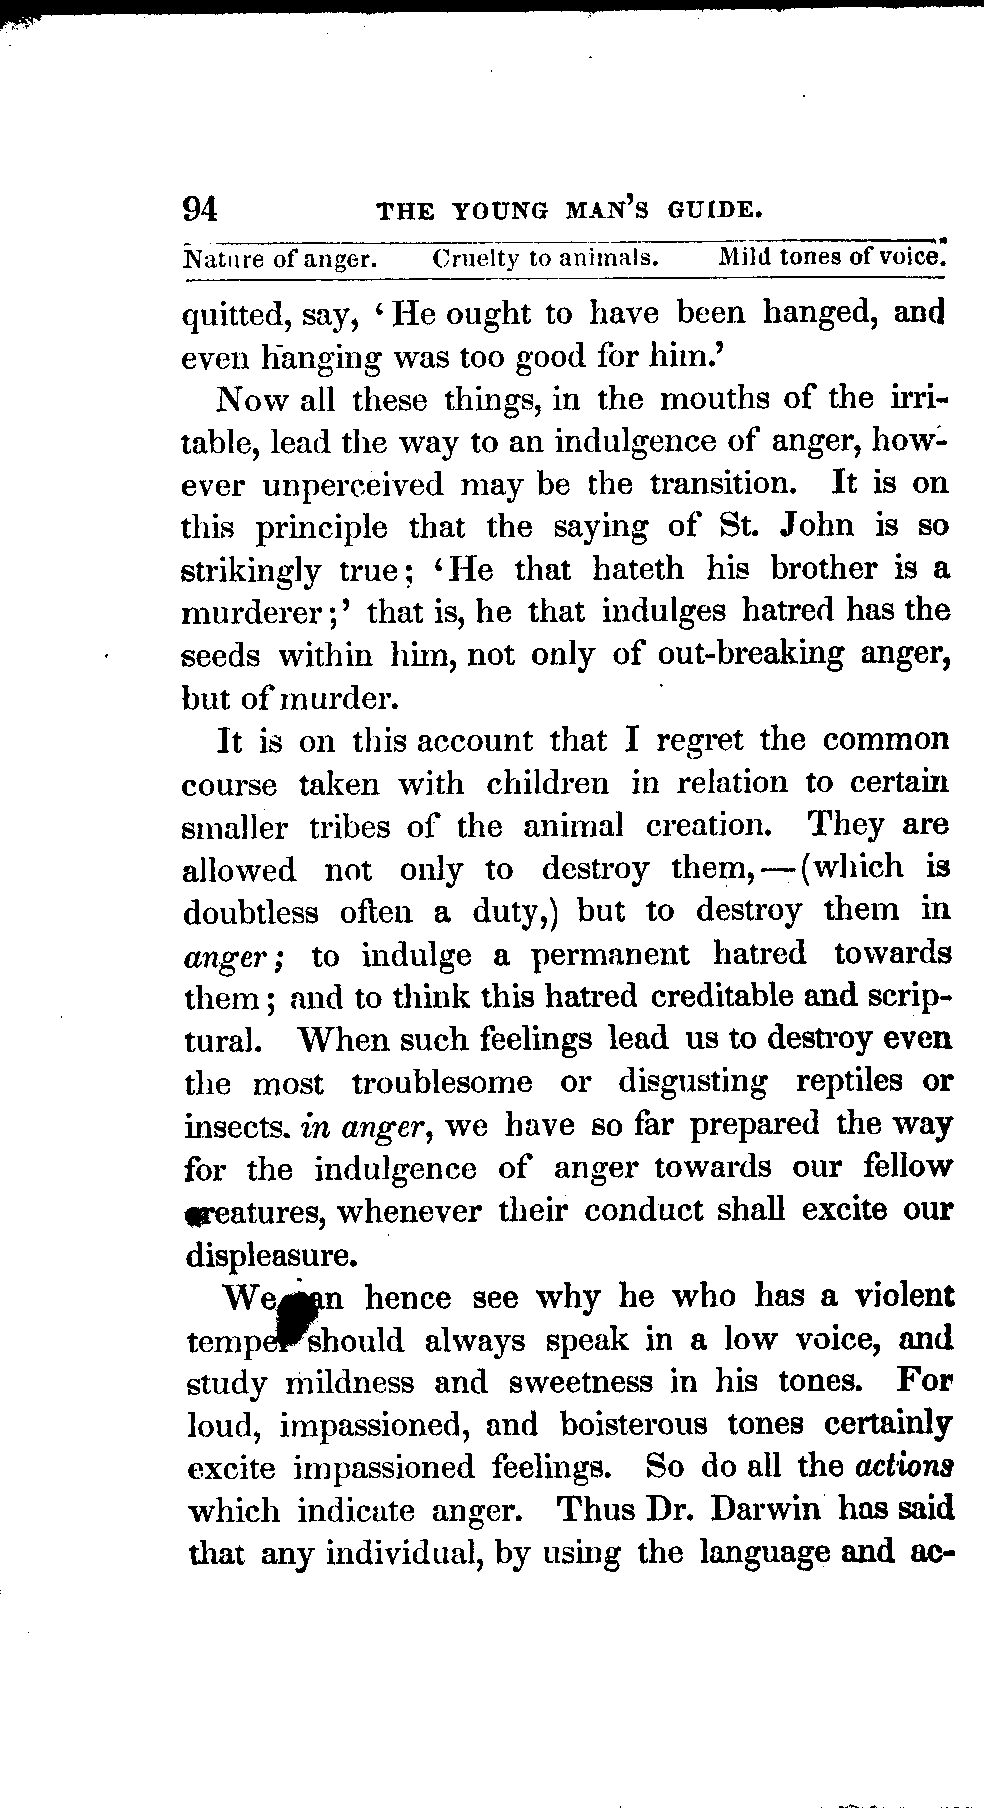 94 THE YOUNG MAN'S GUIDE.
Nature of anger. Cruelty to animals. Mild tones of voice.
quitted, say, ‘He ought to have been hanged, and
even hanging was too good for him.’
Now all these things, in the mouths of the irri-
table, lead the way to an indulgence of anger, how-
ever unperceived may be the transition. It is on
this principle that the saying of St. John is so
strikingly true; ‘He that hateth his brother is a
murderer;’ that is, he that indulges hatred has the
seeds within him, not only of out-breaking anger,
but of murder.
It is on this account that I regret the common
course taken with children in relation to certain
smaller tribes of the animal creation. They are
allowed not only to destroy them,—(which is
doubtless often a duty,) but to destroy them in
anger; to indulge a permanent hatred towards
them; and to think this hatred creditable and scrip-
tural. When such feelings lead us to destroy even
the most troublesome or disgusting reptiles or
insects. in anger, we have so far prepared the way
for the indulgence of anger towards our fellow
creatures, whenever their conduct shall excite our
displeasure.
We can hence see why he who has a violent
temper should always speak in a low voice, and
study mildness and sweetness in his tones. For
loud, impassioned, and boisterous tones certainly
excite impassioned feelings. So do all the actions
which indicate anger. Thus Dr. Darwin has said
that any individual, by using the language and ac-